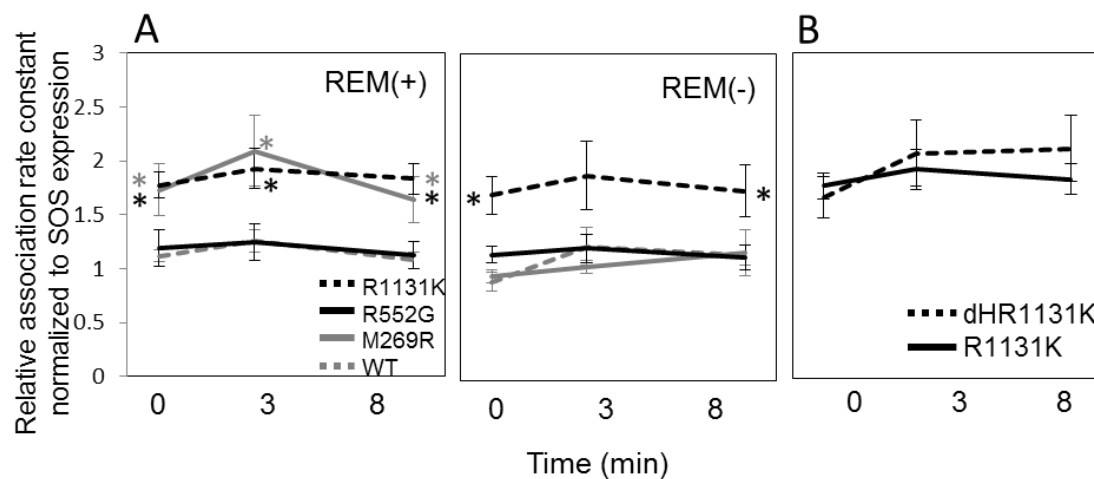 A
B
Relative association rate constant
normalized to SOS expression
3
2.5
2
1.5
1
0.5
0
REM(+)
*
*
*
*
*
*
R1131K
R552G
M269R
WT
0 3 8
REM(-)
*
*
0 3 8
dHR1131K
R1131K
0 3 8
Time (min)